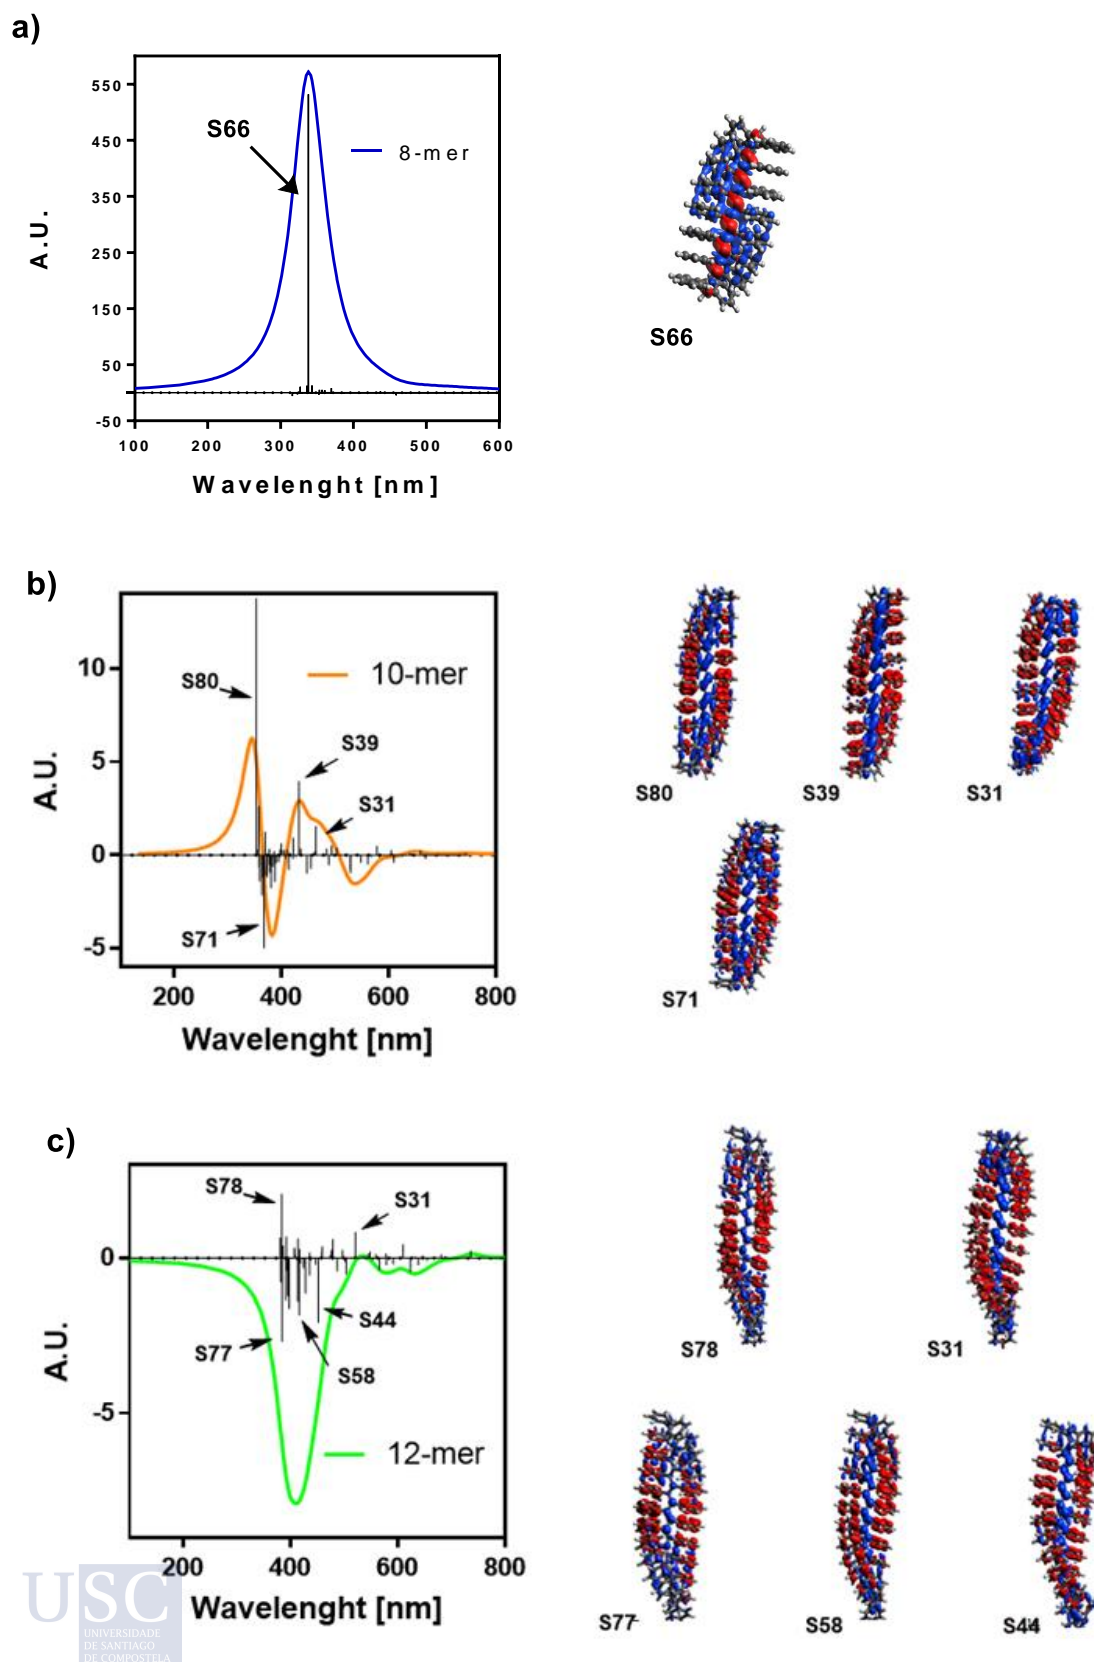 a)
550
450
350
250
150
50
-50
100 200 300 400 500 600
A.U.
S66
8-mer
Wavelenght [nm]
S66
b)
10
5
0
-5
200 400 600 800
A.U.
S80
10-mer
S39
S31
S71
Wavelenght [nm]
S80 S39 S31
S71
c)
0
-5
200 400 600 800
A.U.
S78
S31
S44
S77
S58
12-mer
Wavelenght [nm]
S78 S31
S77 S58 S44
USC
UNIVERSIDADE
DE SANTIAGO
DE COMPOSTELA